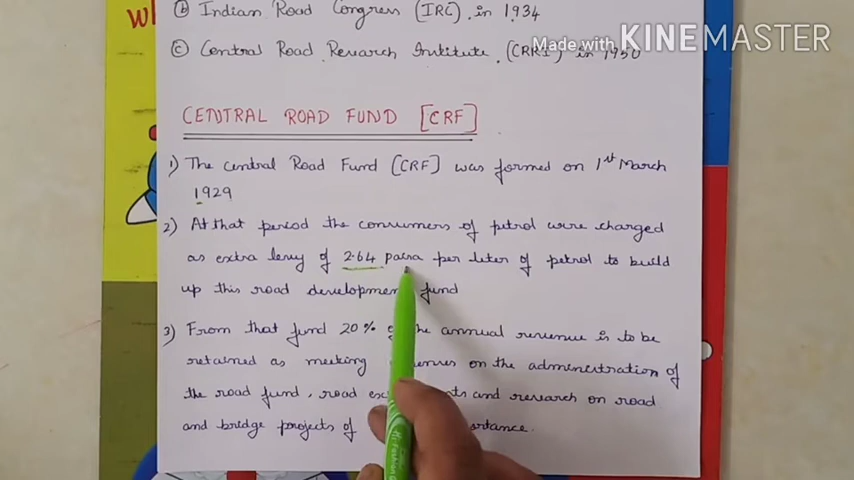 wh
b Indian Road Congress (IRC). in 1934
Made with KINEMASTER
c Central Road Research Institute. (CRRI) in 1950
CENTRAL ROAD FUND [CRF]
1) The central Road Fund [CRF] was formed on 1st March
1929
2) At that period the consumers of petrol were charged
as extra levy of 2.64 paisa per leter of petrol to build
up this road development fund
3) From that fund 20% the annual revenue is to be
retained as meeting on the administration of
the road fund, road and research on road
and bridge projects of